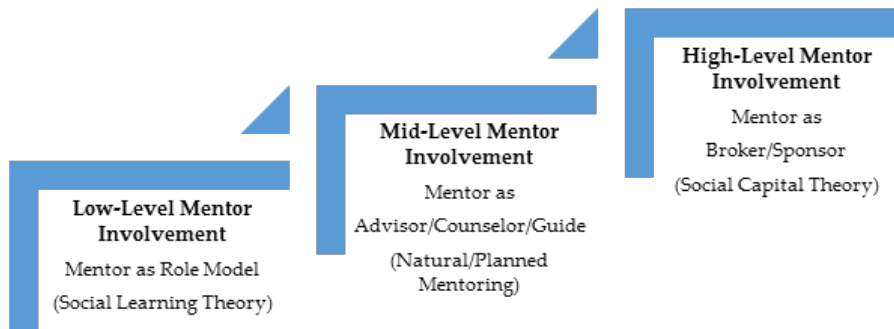 Low-Level Mentor
Involvement
Mentor as Role Model
(Social Learning Theory)
Mid-Level Mentor
Involvement
Mentor as
Advisor/Counselor/Guide
(Natural/Planned
Mentoring)
High-Level Mentor
Involvement
Mentor as
Broker/Sponsor
(Social Capital Theory)